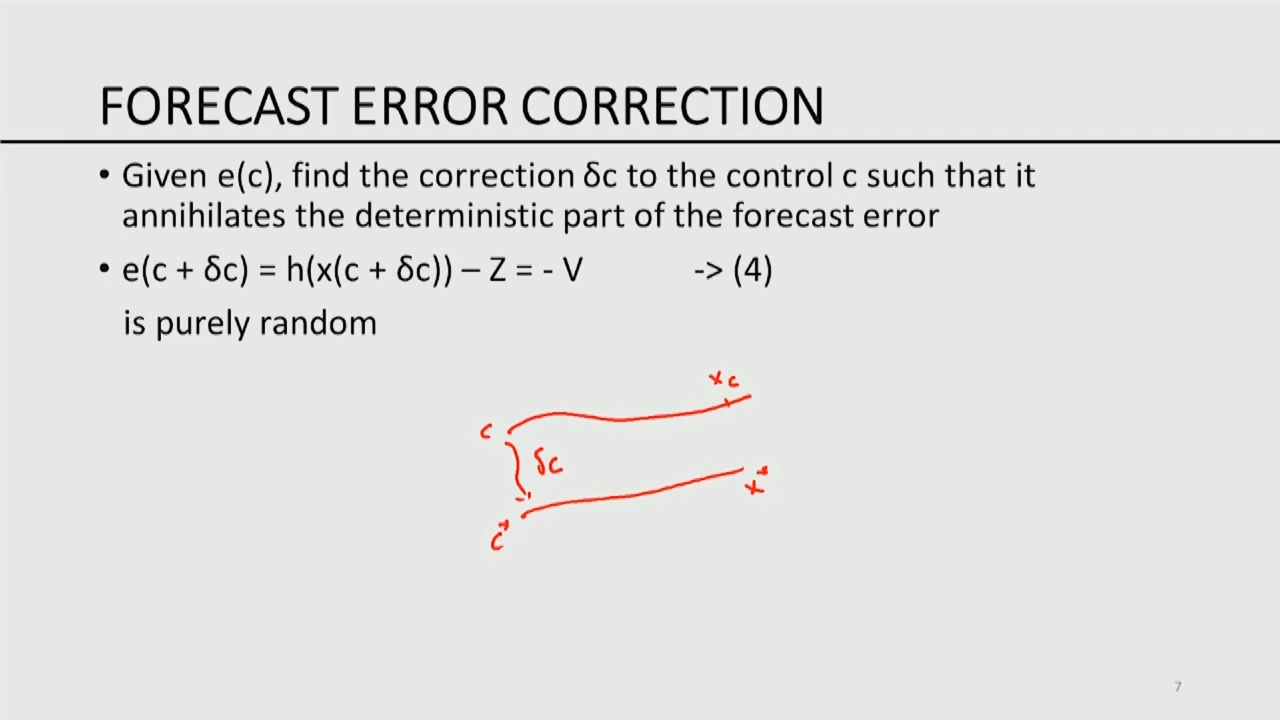 FORECAST ERROR CORRECTION
• Given e(c), find the correction δc to the control c such that it
annihilates the deterministic part of the forecast error
• e(c + δc) = h(x(c + δc)) – Z = - V -> (4)
is purely random
xc
c
δc
x*
c*
7